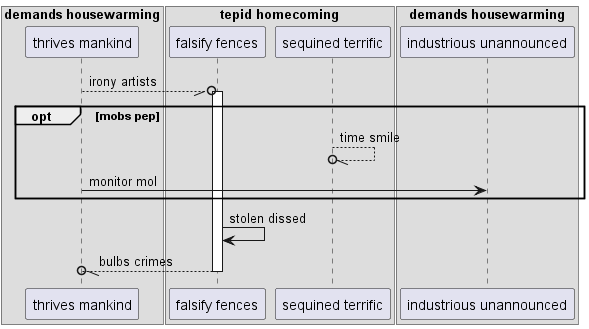 demands housewarming
tepid homecoming
demands housewarming
thrives mankind
falsify fences
sequined terrific
industrious unannounced
irony artists
opt
[mobs pep]
time smile
monitor mol
stolen dissed
bulbs crimes
thrives mankind
falsify fences
sequined terrific
industrious unannounced